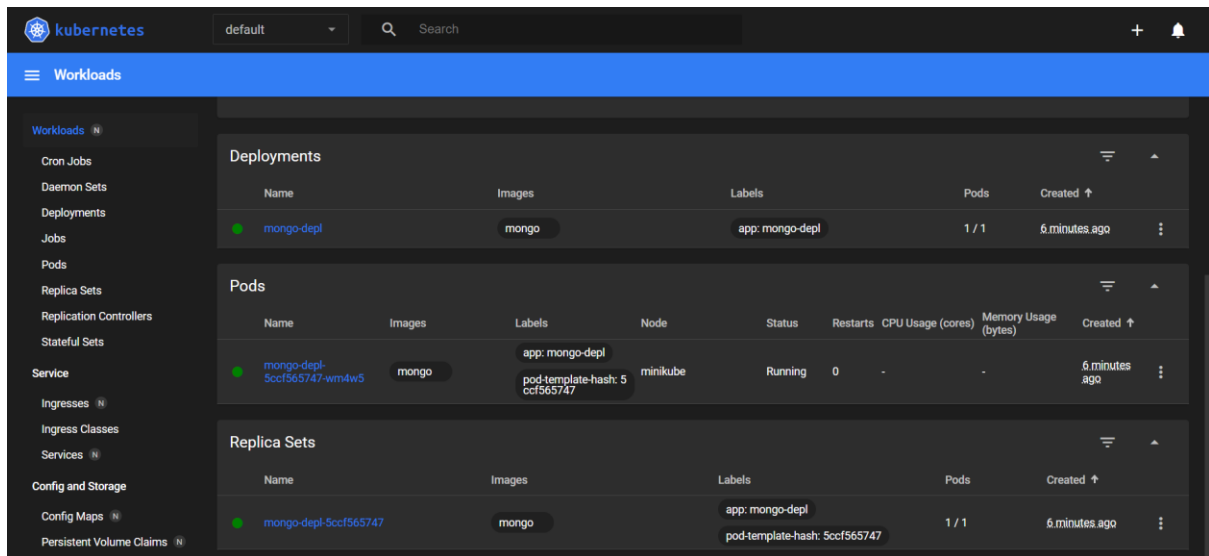 kubernetes
default
Search
Workloads
Workloads N
Cron Jobs
Daemon Sets
Deployments
Jobs
Pods
Replica Sets
Replication Controllers
Stateful Sets
Service
Ingresses N
Ingress Classes
Services N
Config and Storage
Config Maps N
Persistent Volume Claims N
Deployments
Name Images Labels Pods Created
mongo-depl mongo app: mongo-depl 1 / 1 6 minutes ago
Pods
Name Images Labels Node Status Restarts CPU Usage (cores) Memory Usage (bytes) Created
mongo-depl-5ccf565747-wm4w5 mongo app: mongo-depl pod-template-hash: 5ccf565747 minikube Running 0 - - 6 minutes ago
Replica Sets
Name Images Labels Pods Created
mongo-depl-5ccf565747 mongo app: mongo-depl pod-template-hash: 5ccf565747 1 / 1 6 minutes ago